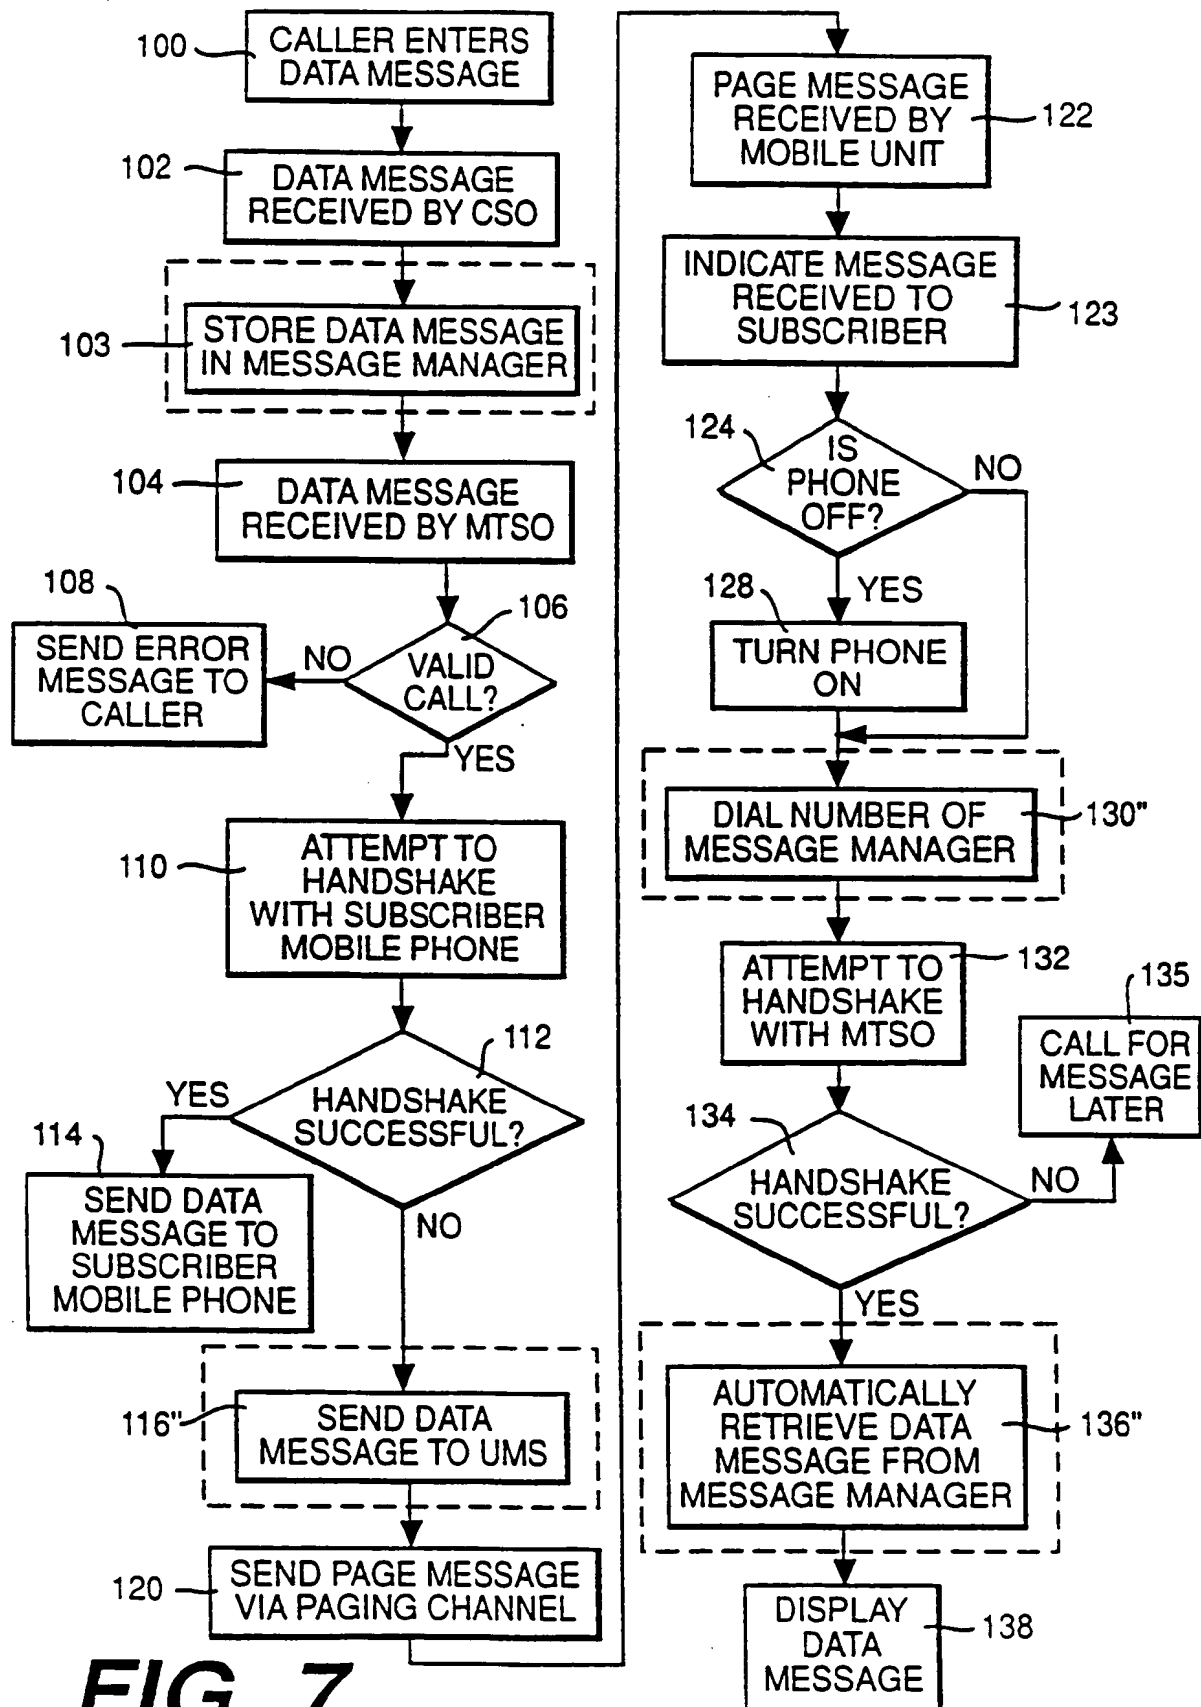 100
CALLER ENTERS
DATA MESSAGE
102
DATA MESSAGE
RECEIVED BY CSO
103
STORE DATA MESSAGE
IN MESSAGE MANAGER
104
DATA MESSAGE
RECEIVED BY MTSO
106
VALID
CALL?
NO
108
SEND ERROR
MESSAGE TO
CALLER
YES
110
ATTEMPT TO
HANDSHAKE
WITH SUBSCRIBER
MOBILE PHONE
112
HANDSHAKE
SUCCESSFUL?
YES
114
SEND DATA
MESSAGE TO
SUBSCRIBER
MOBILE PHONE
NO
116"
SEND DATA
MESSAGE TO UMS
120
SEND PAGE MESSAGE
VIA PAGING CHANNEL
PAGE MESSAGE
RECEIVED BY
MOBILE UNIT
122
INDICATE MESSAGE
RECEIVED TO
SUBSCRIBER
123
124
IS
PHONE
OFF?
NO
YES
128
TURN PHONE
ON
DIAL NUMBER OF
MESSAGE MANAGER
130"
ATTEMPT TO
HANDSHAKE
WITH MTSO
132
134
HANDSHAKE
SUCCESSFUL?
NO
135
CALL FOR
MESSAGE
LATER
YES
AUTOMATICALLY
RETRIEVE DATA
MESSAGE FROM
MESSAGE MANAGER
136"
DISPLAY
DATA
MESSAGE
138
FIG. 7